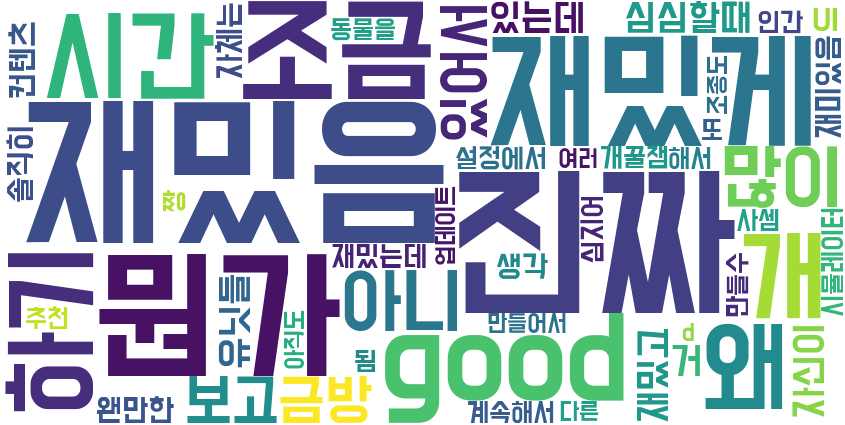 컨텐츠
시간
자체는
조금
동물을
있어서
있는데
심심할때
인간
UI
재밌게
조종도
재미있음
솔직히
재밌음
짱
설정에서
여러
개꿀잼
해서
많이
사셈
시뮬레이터
업데이트
진짜
심지어
재밌는데
생각
만들수
개
하기
뭔가
유닛들
아직도
추천
아니
만들어서
됨
good
재밌고
거
왜
자신이
왠만한
보고
금방
계속해서
다른